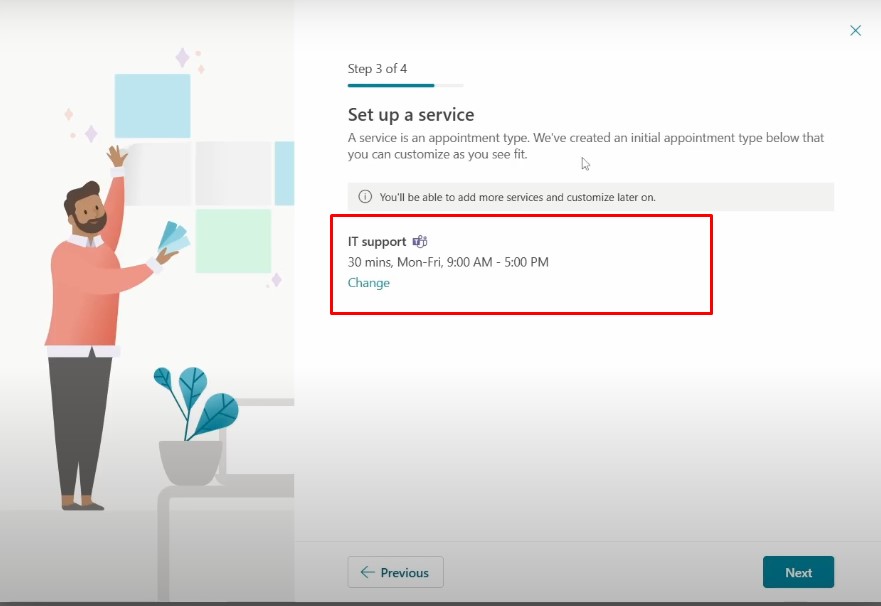 Step 3 of 4
Set up a service
A service is an appointment type. We've created an initial appointment type below that
you can customize as you see fit.
You'll be able to add more services and customize later on.
IT support
30 mins, Mon-Fri, 9:00 AM - 5:00 PM
Change
Previous
Next